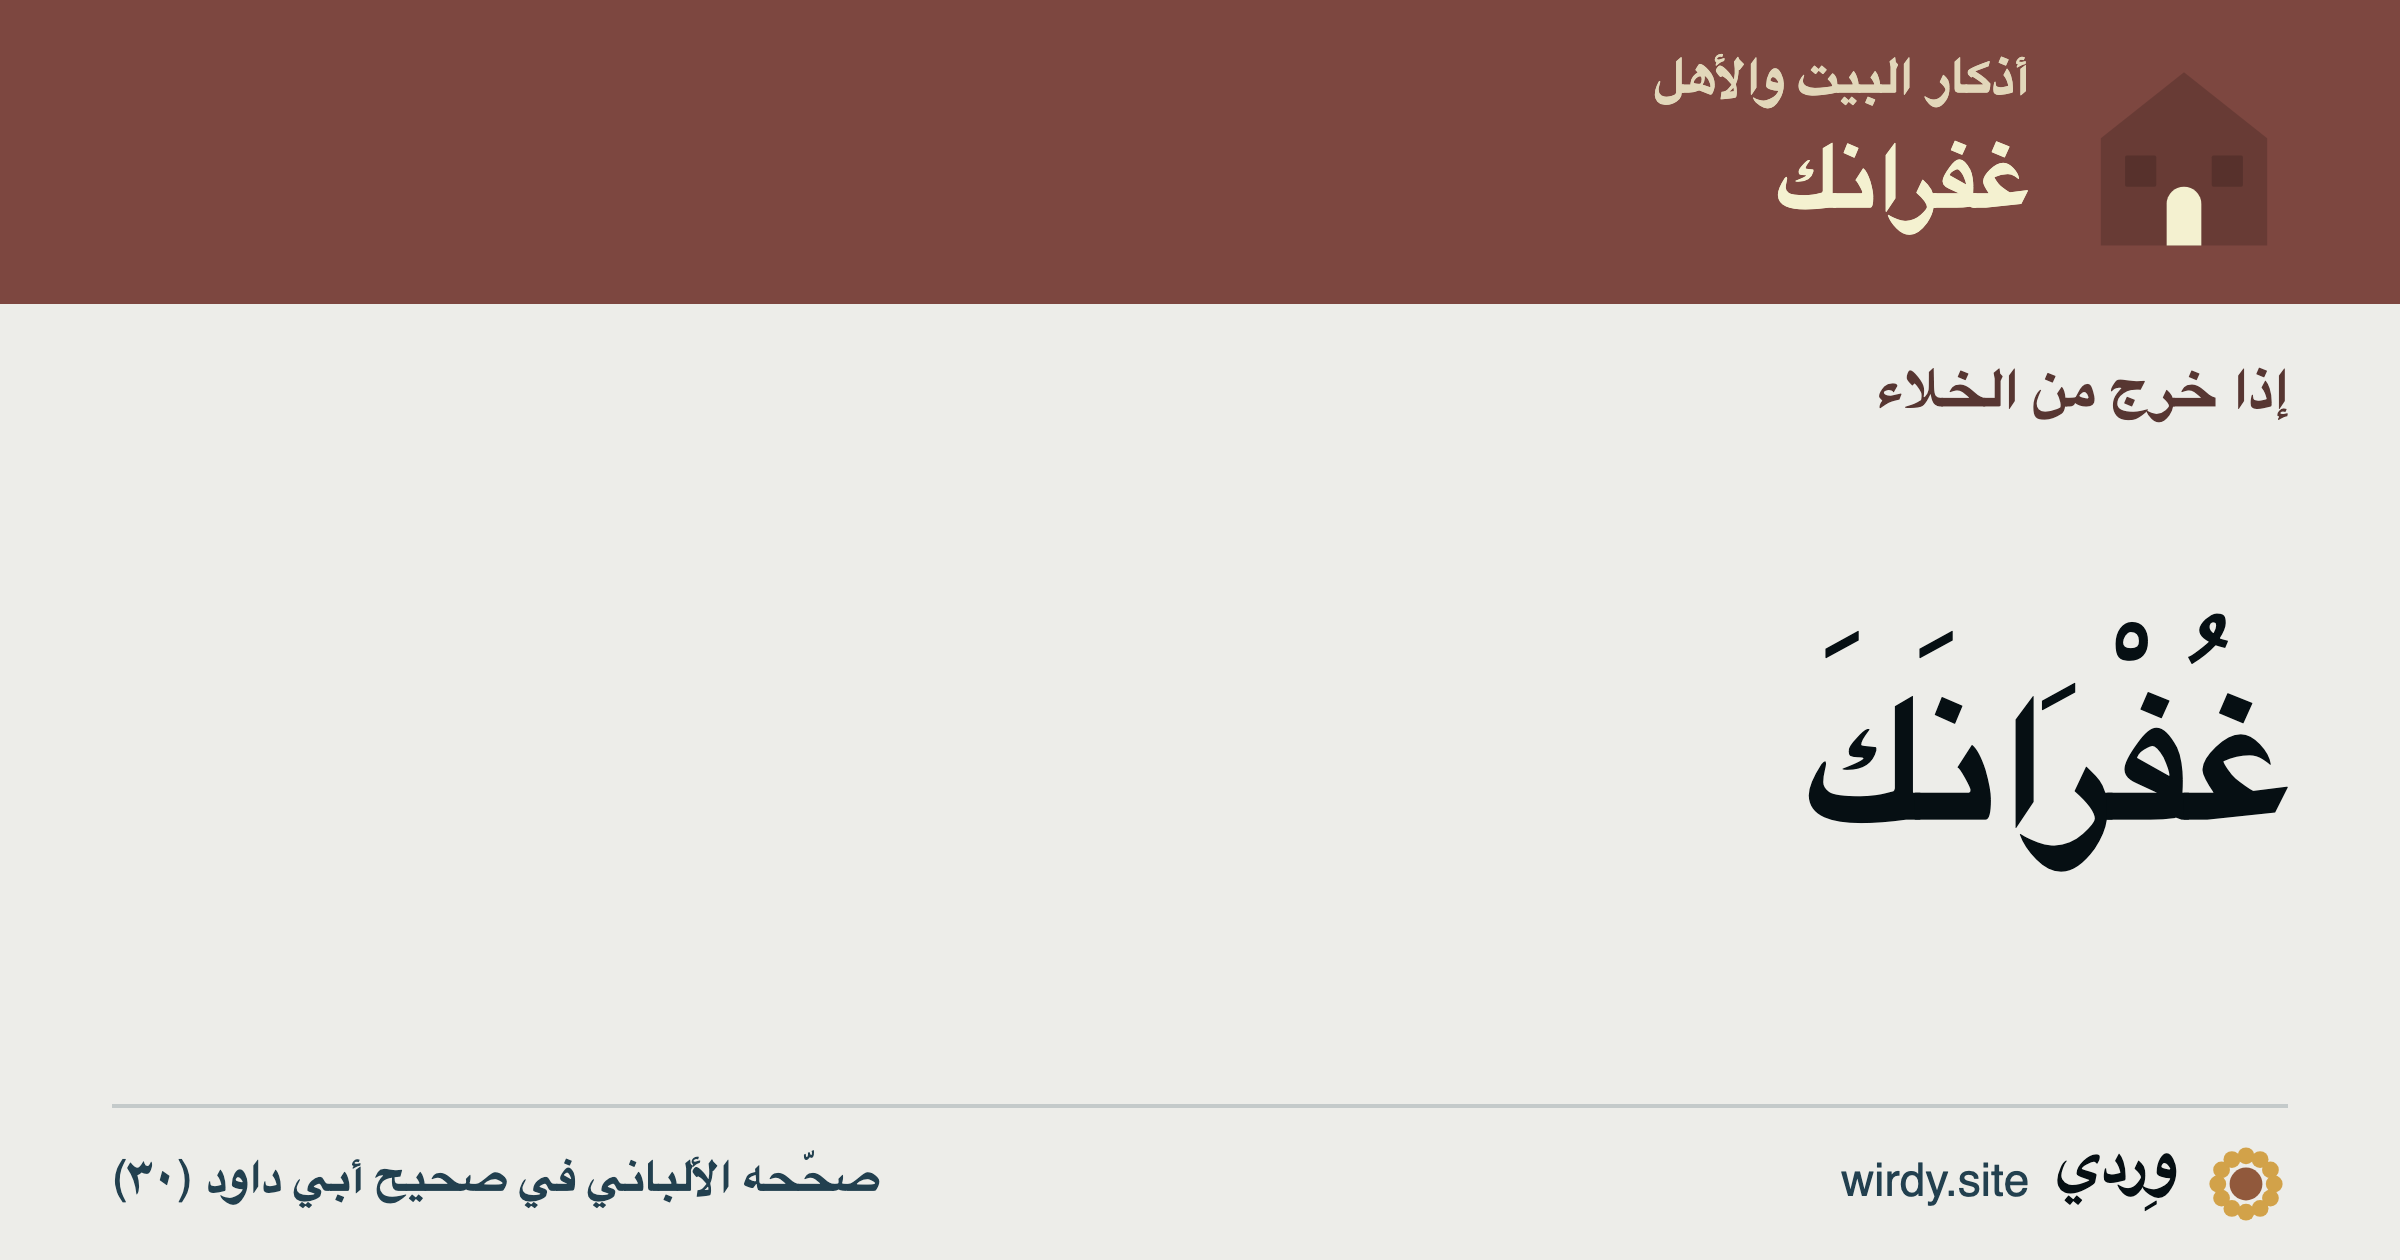 أذكار البيت والأهل
غفرانك
إذا خرج من الخلاء
غُفْرَانَكَ
وِردي wirdy.site
صحّحه الألباني في صحيح أبي داود (٣٠)